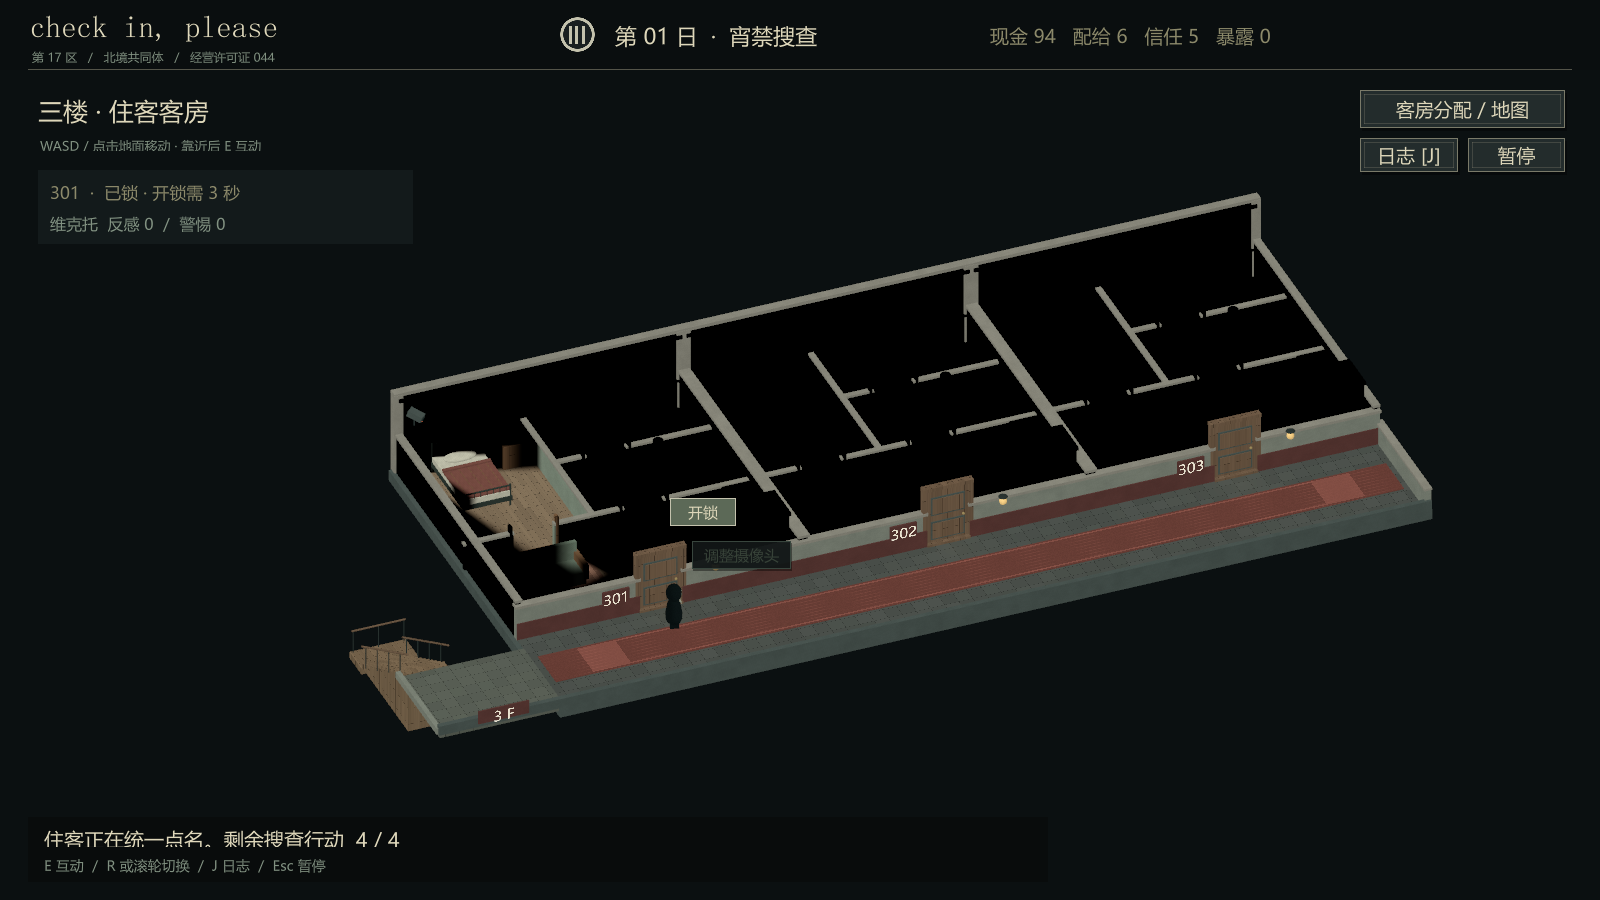 check in, please
第 17 区 / 北境共同体 / 经营许可证 044
第 01 日 · 宵禁搜查
现金 94 配给 6 信任 5 暴露 0
三楼 · 住客客房
WASD / 点击地面移动 · 靠近后 E 互动
301 · 已锁 · 开锁需 3 秒
维克托 反感 0 / 警惕 0
客房分配 / 地图
日志 [J]
暂停
开锁
调整摄像头
301
302
303
3 F
住客正在统一点名。剩余搜查行动 4 / 4
E 互动 / R 或滚轮切换 / J 日志 / Esc 暂停